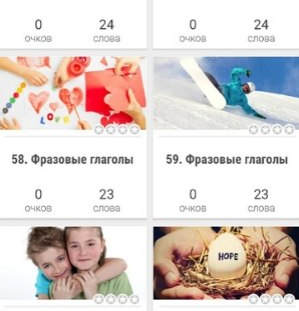 0 24 0 24
очков слова очков слова
LOVE
58. Фразовые глаголы 59. Фразовые глаголы
0 23 0 23
очков слова очков слова
HOPE